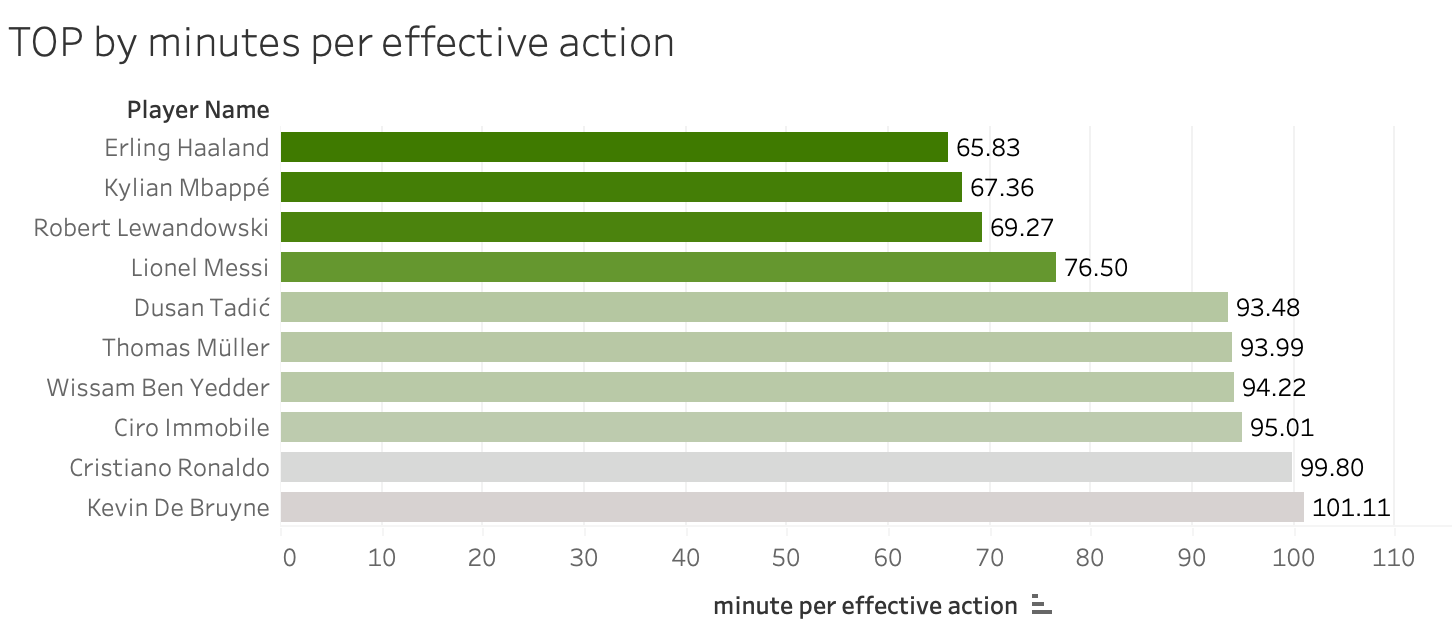 TOP by minutes per effective action
Player Name
Erling Haaland 65.83
Kylian Mbappé 67.36
Robert Lewandowski 69.27
Lionel Messi 76.50
Dusan Tadić 93.48
Thomas Müller 93.99
Wissam Ben Yedder 94.22
Ciro Immobile 95.01
Cristiano Ronaldo 99.80
Kevin De Bruyne 101.11
0 10 20 30 40 50 60 70 80 90 100 110
minute per effective action